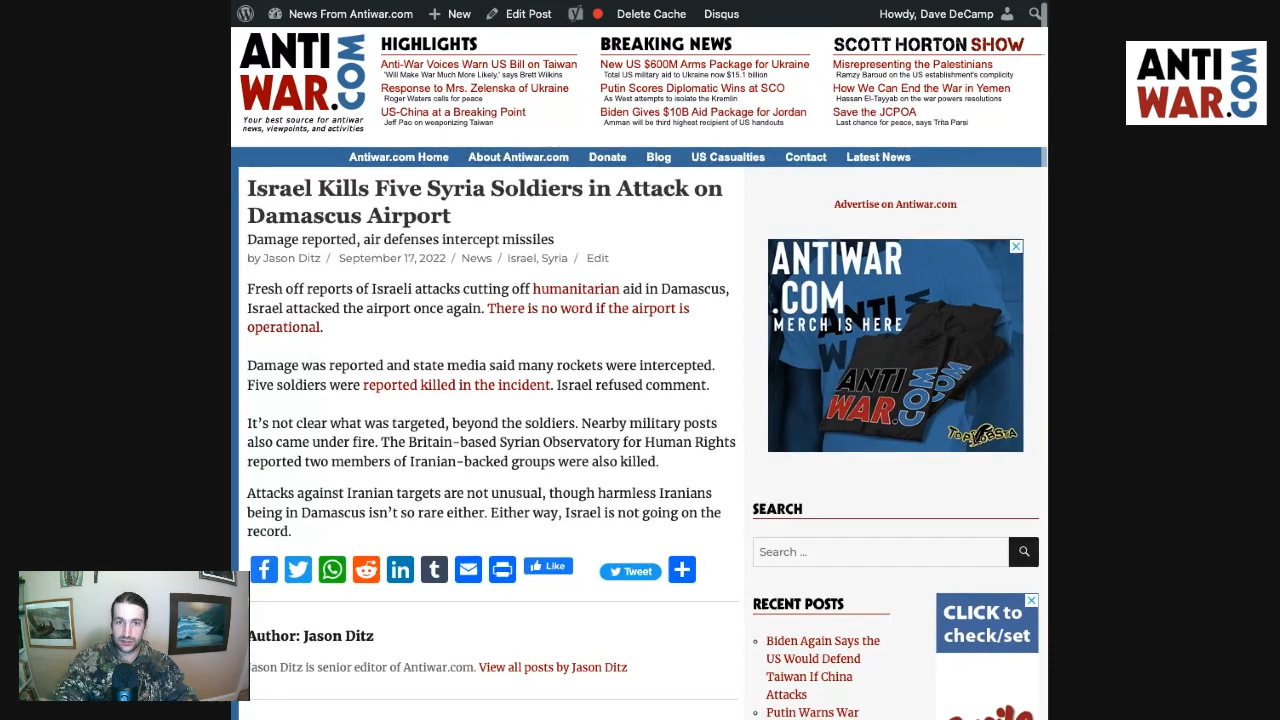 News From Antiwar.com
New
Edit Post
Delete Cache
Disqus
Howdy, Dave DeCamp
ANTI
WAR.COM
Your best source for antiwar
news, viewpoints, and activities
HIGHLIGHTS
Anti-War Voices Warn US Bill on Taiwan
'Will Make War Much More Likely,' says Brett Wilkins
Response to Mrs. Zelenska of Ukraine
Roger Waters calls for peace
US-China at a Breaking Point
Jeff Pao on weaponizing Taiwan
BREAKING NEWS
New US $600M Arms Package for Ukraine
Total US military aid to Ukraine now $15.1 billion
Putin Scores Diplomatic Wins at SCO
As West attempts to isolate the Kremlin
Biden Gives $10B Aid Package for Jordan
Amman will be third highest recipient of US handouts
SCOTT HORTON SHOW
Misrepresenting the Palestinians
Ramzy Baroud on the US establishment's complicity
How We Can End the War in Yemen
Hassan El-Tayyab on the war powers resolutions
Save the JCPOA
Last chance for peace, says Trita Parsi
ANTI
WAR.COM
Antiwar.com Home
About Antiwar.com
Donate
Blog
US Casualties
Contact
Latest News
Israel Kills Five Syria Soldiers in Attack on
Damascus Airport
Damage reported, air defenses intercept missiles
by Jason Ditz / September 17, 2022 / News / Israel, Syria / Edit
Fresh off reports of Israeli attacks cutting off humanitarian aid in Damascus,
Israel attacked the airport once again. There is no word if the airport is
operational.
Damage was reported and state media said many rockets were intercepted.
Five soldiers were reported killed in the incident. Israel refused comment.
It's not clear what was targeted, beyond the soldiers. Nearby military posts
also came under fire. The Britain-based Syrian Observatory for Human Rights
reported two members of Iranian-backed groups were also killed.
Attacks against Iranian targets are not unusual, though harmless Iranians
being in Damascus isn't so rare either. Either way, Israel is not going on the
record.
Like
Tweet
Author: Jason Ditz
Jason Ditz is senior editor of Antiwar.com. View all posts by Jason Ditz
Advertise on Antiwar.com
ANTIWAR
.COM
MERCH IS HERE
ANTI
WAR.COM
TOPLOBSTA
SEARCH
Search …
RECENT POSTS
Biden Again Says the
US Would Defend
Taiwan If China
Attacks
Putin Warns War
CLICK to
check/set